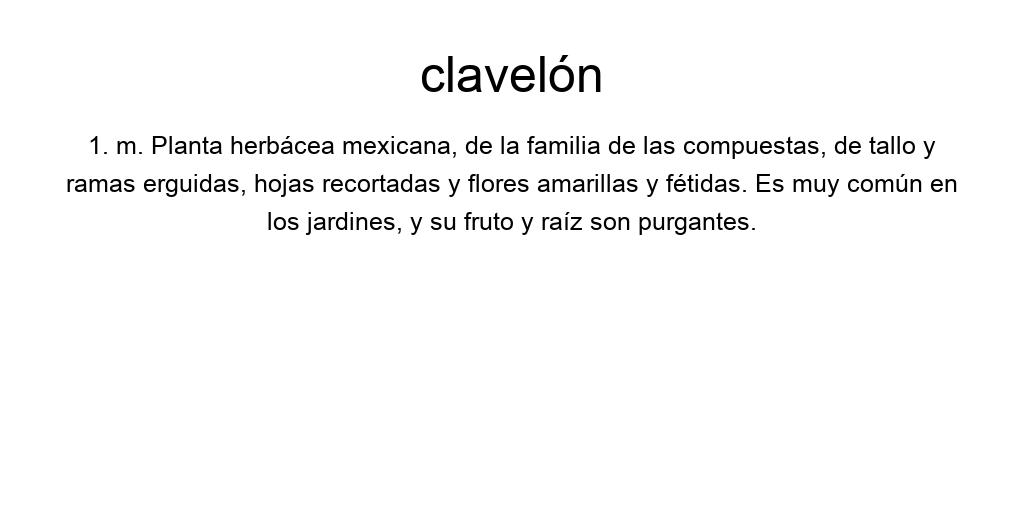 clavelón
1. m. Planta herbácea mexicana, de la familia de las compuestas, de tallo y
ramas erguidas, hojas recortadas y flores amarillas y fétidas. Es muy común en
los jardines, y su fruto y raíz son purgantes.